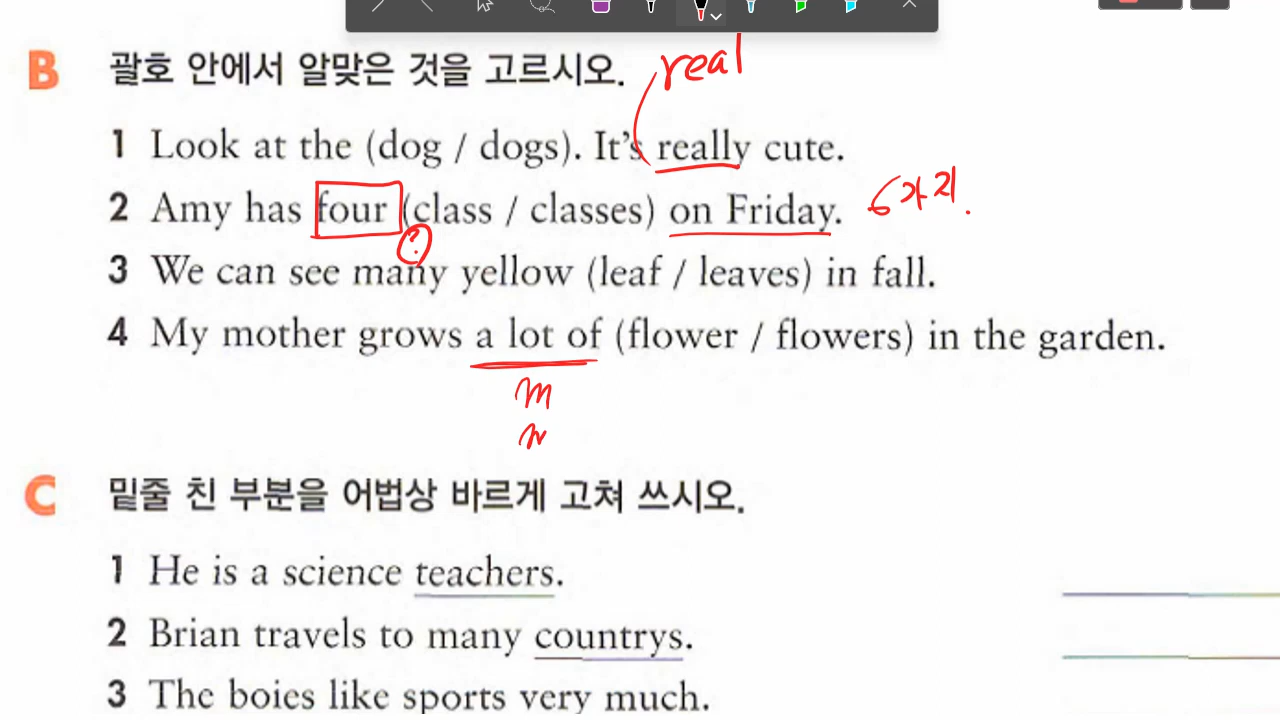 real
B 괄호 안에서 알맞은 것을 고르시오.
1 Look at the (dog / dogs). It's really cute.
2 Amy has four (class / classes) on Friday. 6가지.
?
3 We can see many yellow (leaf / leaves) in fall.
4 My mother grows a lot of (flower / flowers) in the garden.
m
n
C 밑줄 친 부분을 어법상 바르게 고쳐 쓰시오.
1 He is a science teachers.
2 Brian travels to many countrys.
3 The boies like sports very much.